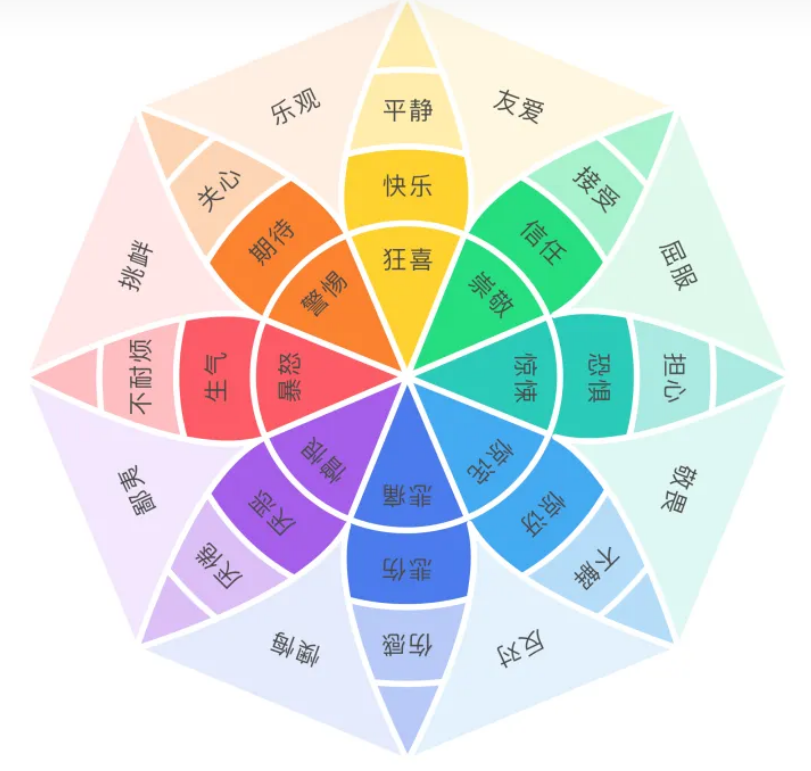 乐观
友爱
平静
快乐
狂喜
关心
期待
警惕
接受
信任
崇敬
挑衅
屈服
不耐烦
生气
暴怒
惊悚
恐惧
担心
鄙夷
厌倦
厌恶
憎恨
悲痛
悲伤
伤感
惊诧
惊讶
不解
敬畏
懊悔
反对